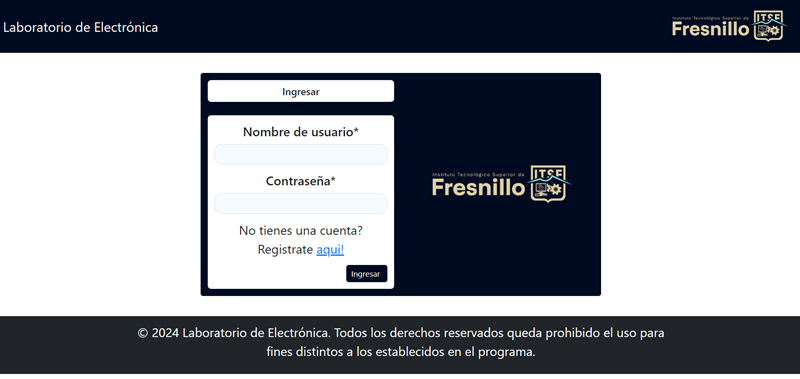 Laboratorio de Electrónica
Instituto Tecnológico Superior de
Fresnillo
ITSF
Ingresar
Nombre de usuario*
Contraseña*
No tienes una cuenta?
Registrate aqui!
Ingresar
Instituto Tecnológico Superior de
Fresnillo
ITSF
© 2024 Laboratorio de Electrónica. Todos los derechos reservados queda prohibido el uso para
fines distintos a los establecidos en el programa.